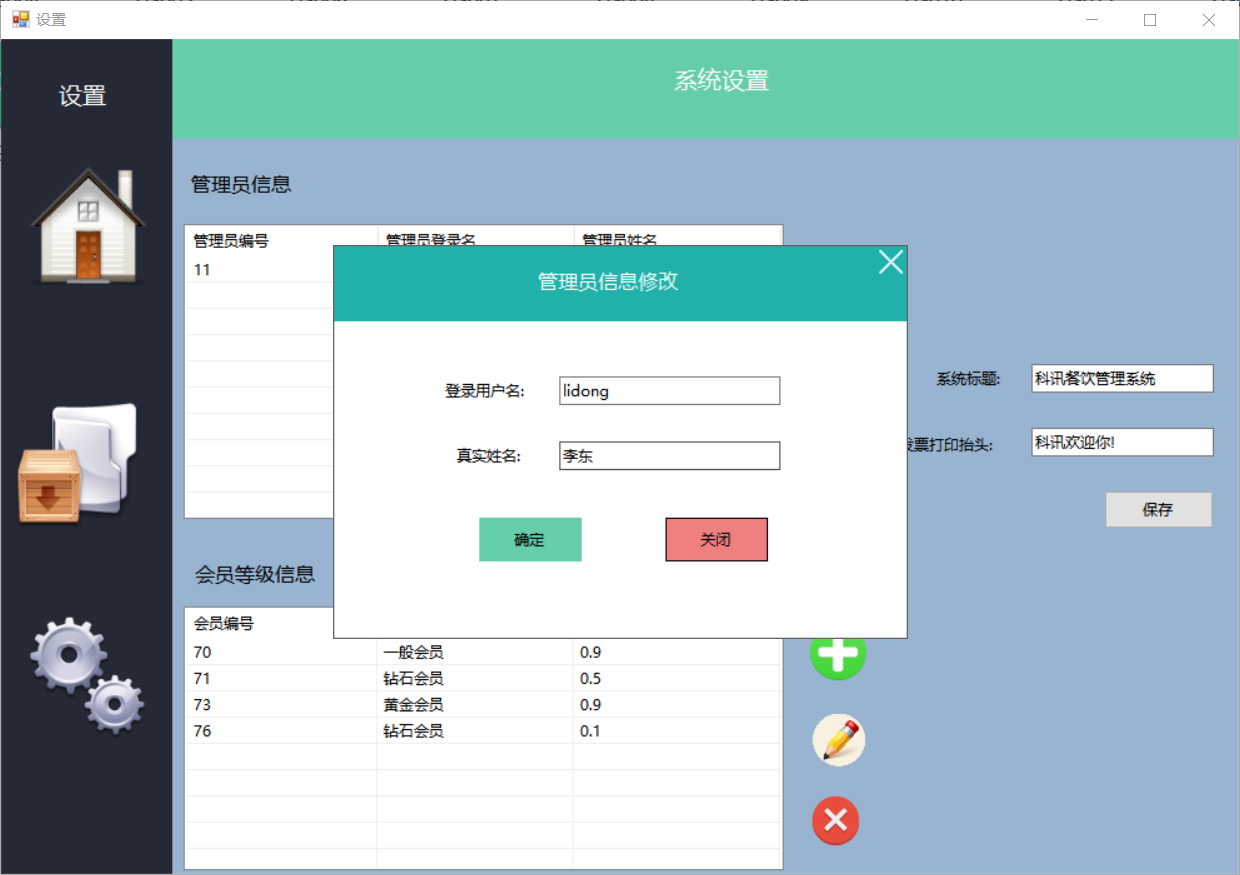 设置
设置
系统设置
管理员信息
管理员编号 管理员登录名 管理员姓名
11
管理员信息修改
登录用户名: lidong
真实姓名: 李东
确定 关闭
系统标题: 科讯餐饮管理系统
票打印抬头: 科讯欢迎你!
保存
会员等级信息
会员编号
70 一般会员 0.9
71 钻石会员 0.5
73 黄金会员 0.9
76 钻石会员 0.1